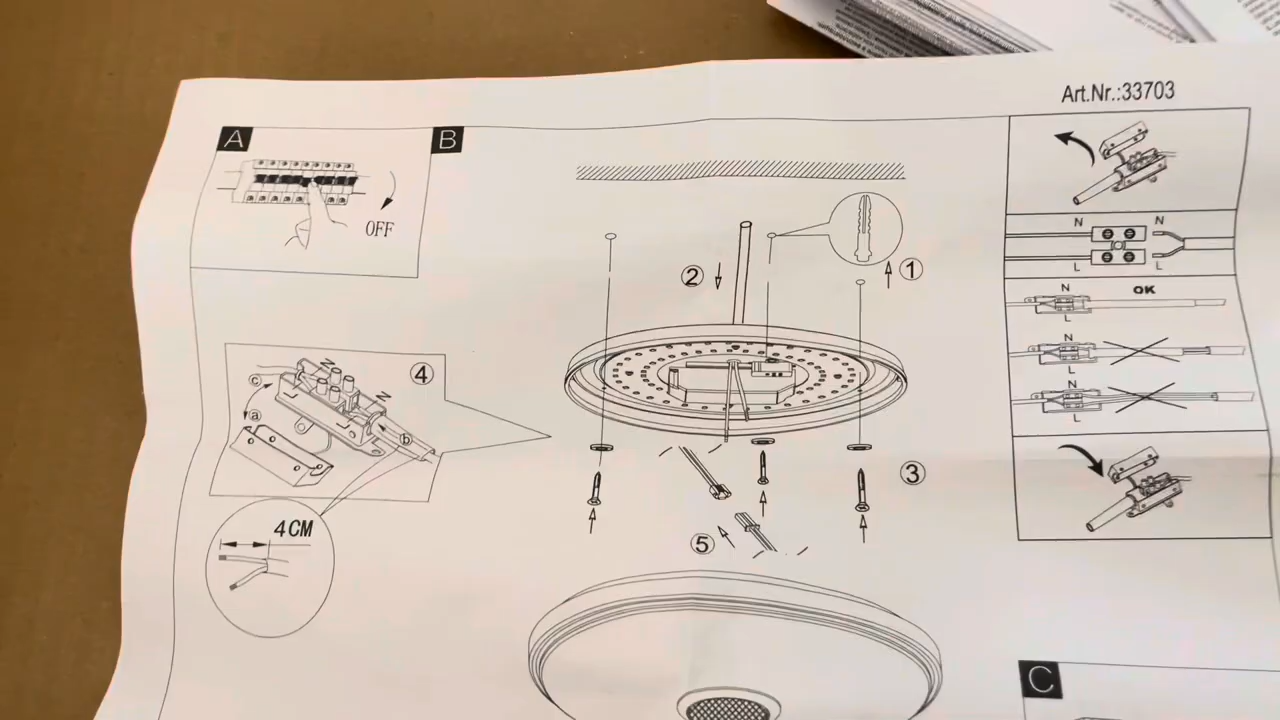 Art.Nr.:33703
A
OFF
B
①
②
③
④
N
N
L
L
c
a
b
4CM
⑤
N
N
L
L
N
OK
L
N
L
N
L
C